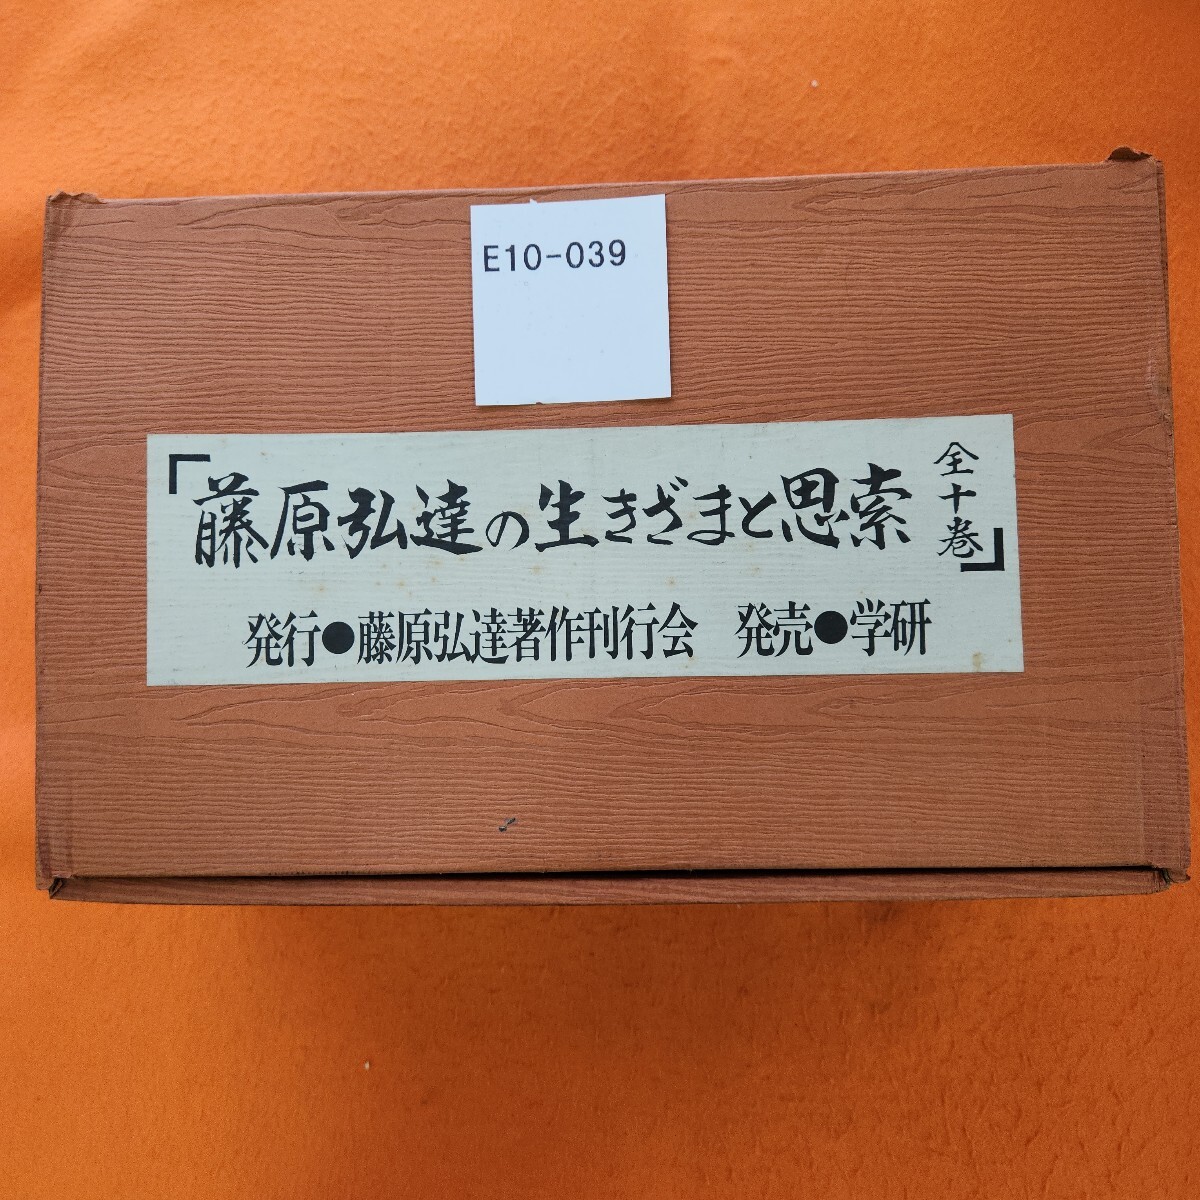 E10-039
「藤原弘達の生きざまと思索 全十巻」
発行●藤原弘達著作刊行会 発売●学研